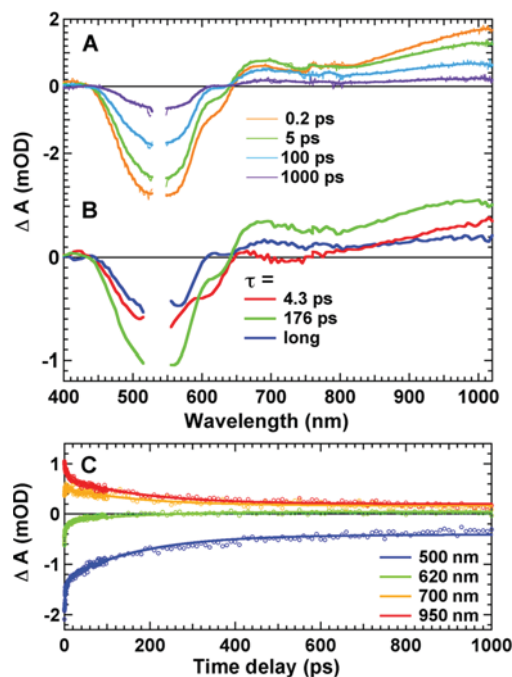 2
A
0
0.2 ps
5 ps
100 ps
1000 ps
-2
Δ A (mOD)
B
0
τ =
4.3 ps
176 ps
long
-1
400 500 600 700 800 900 1000
Wavelength (nm)
C
1
0
-1
-2
Δ A (mOD)
500 nm
620 nm
700 nm
950 nm
0 200 400 600 800 1000
Time delay (ps)